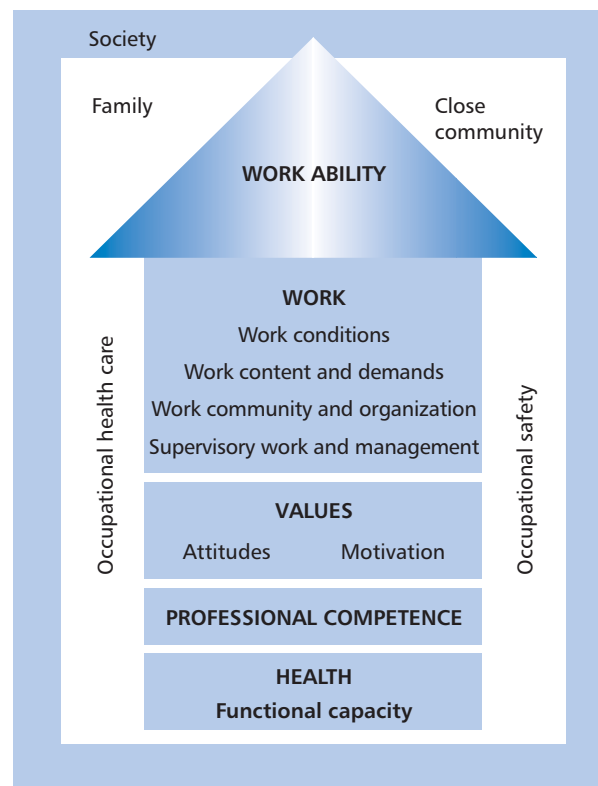 Society
Family
Close
community
WORK ABILITY
WORK
Work conditions
Work content and demands
Work community and organization
Supervisory work and management
Occupational health care
Occupational safety
VALUES
Attitudes Motivation
PROFESSIONAL COMPETENCE
HEALTH
Functional capacity